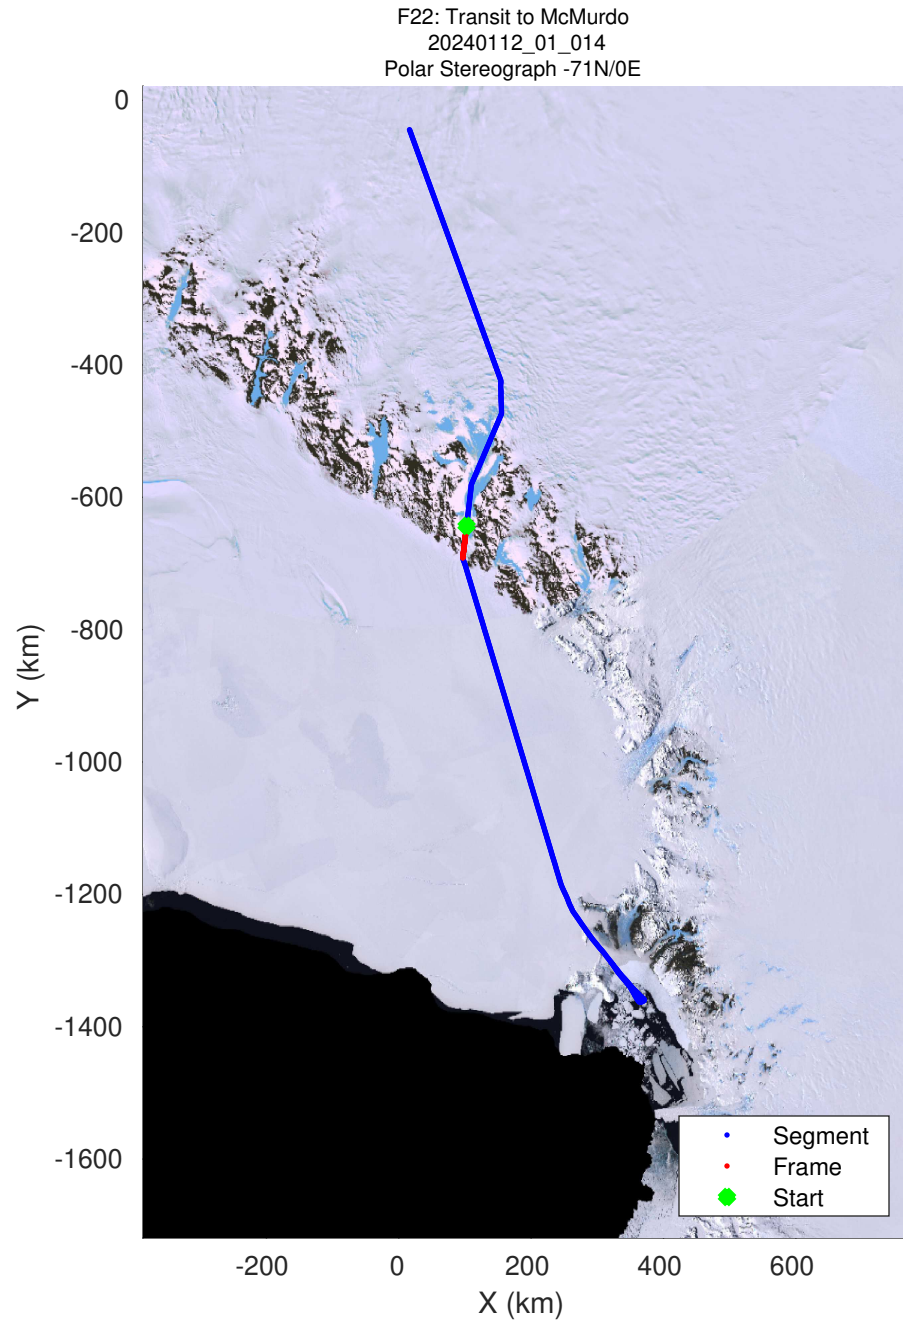 F22: Transit to McMurdo
20240112_01_014
Polar Stereograph -71N/0E
0
-200
-400
-600
-800
-1000
-1200
-1400
-1600
Y (km)
Segment
Frame
Start
-200 0 200 400 600
X (km)